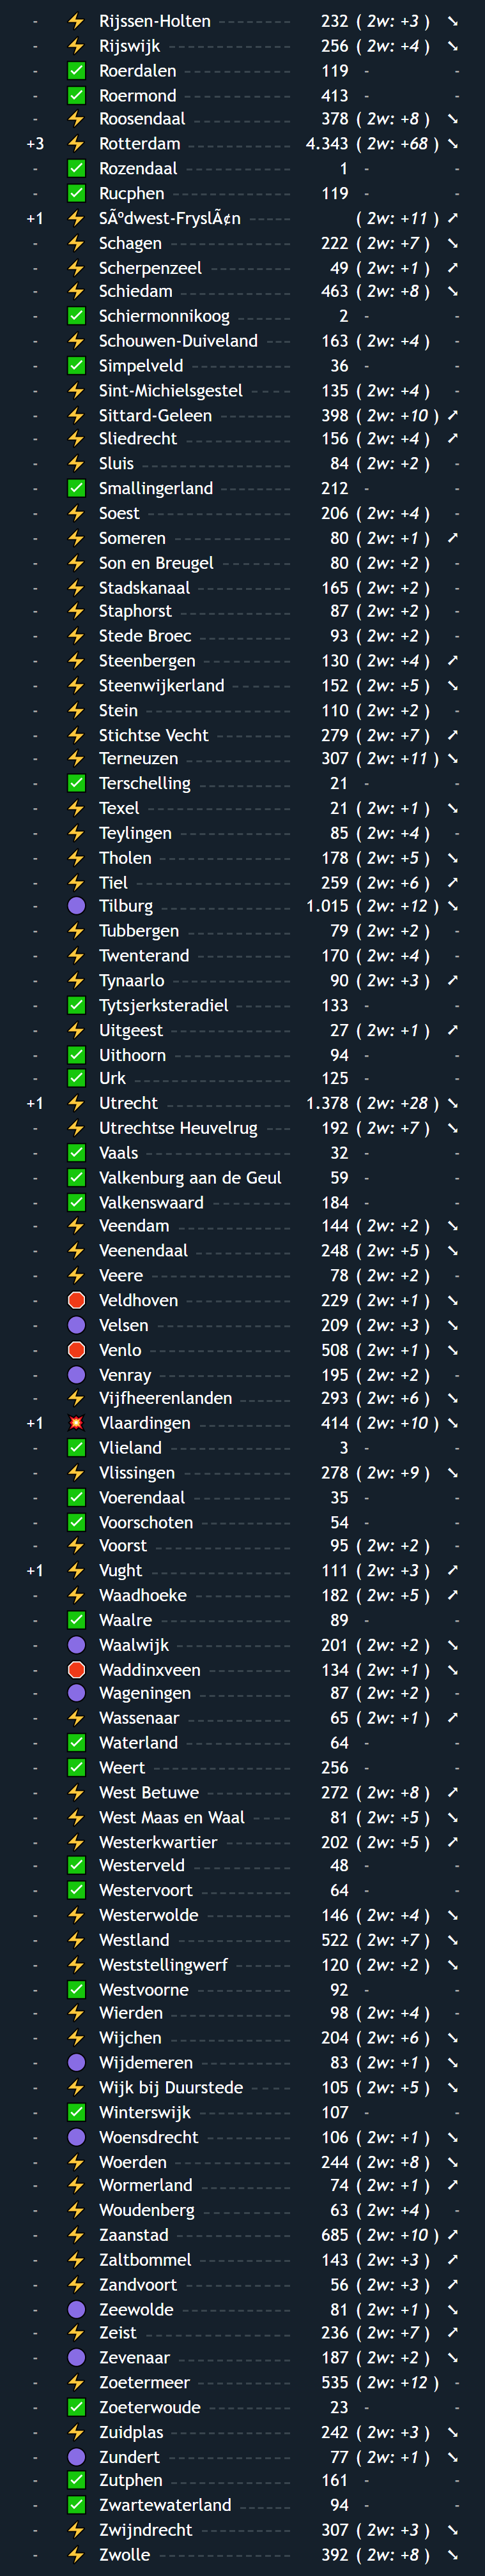 - ⚡ Rijssen-Holten 232 ( 2w: +3 ) ➘
- ⚡ Rijswijk 256 ( 2w: +4 ) ➘
- ✅ Roerdalen 119 - -
- ✅ Roermond 413 - -
- ⚡ Roosendaal 378 ( 2w: +8 ) ➘
+3 ⚡ Rotterdam 4.343 ( 2w: +68 ) ➘
- ✅ Rozendaal 1 - -
- ✅ Rucphen 119 - -
+1 ⚡ SÃºdwest-FryslÃ¢n ( 2w: +11 ) ➚
- ⚡ Schagen 222 ( 2w: +7 ) ➘
- ⚡ Scherpenzeel 49 ( 2w: +1 ) ➚
- ⚡ Schiedam 463 ( 2w: +8 ) ➘
- ✅ Schiermonnikoog 2 - -
- ⚡ Schouwen-Duiveland 163 ( 2w: +4 ) -
- ✅ Simpelveld 36 - -
- ⚡ Sint-Michielsgestel 135 ( 2w: +4 ) -
- ⚡ Sittard-Geleen 398 ( 2w: +10 ) ➚
- ⚡ Sliedrecht 156 ( 2w: +4 ) ➚
- ⚡ Sluis 84 ( 2w: +2 ) -
- ✅ Smallingerland 212 - -
- ⚡ Soest 206 ( 2w: +4 ) -
- ⚡ Someren 80 ( 2w: +1 ) ➚
- ⚡ Son en Breugel 80 ( 2w: +2 ) -
- ⚡ Stadskanaal 165 ( 2w: +2 ) -
- ⚡ Staphorst 87 ( 2w: +2 ) -
- ⚡ Stede Broec 93 ( 2w: +2 ) -
- ⚡ Steenbergen 130 ( 2w: +4 ) ➚
- ⚡ Steenwijkerland 152 ( 2w: +5 ) ➘
- ⚡ Stein 110 ( 2w: +2 ) -
- ⚡ Stichtse Vecht 279 ( 2w: +7 ) ➚
- ⚡ Terneuzen 307 ( 2w: +11 ) ➘
- ✅ Terschelling 21 - -
- ⚡ Texel 21 ( 2w: +1 ) ➘
- ⚡ Teylingen 85 ( 2w: +4 ) -
- ⚡ Tholen 178 ( 2w: +5 ) ➘
- ⚡ Tiel 259 ( 2w: +6 ) ➚
- 🟣 Tilburg 1.015 ( 2w: +12 ) ➘
- ⚡ Tubbergen 79 ( 2w: +2 ) -
- ⚡ Twenterand 170 ( 2w: +4 ) -
- ⚡ Tynaarlo 90 ( 2w: +3 ) ➚
- ✅ Tytsjerksteradiel 133 - -
- ⚡ Uitgeest 27 ( 2w: +1 ) ➚
- ✅ Uithoorn 94 - -
- ✅ Urk 125 - -
+1 ⚡ Utrecht 1.378 ( 2w: +28 ) ➘
- ⚡ Utrechtse Heuvelrug 192 ( 2w: +7 ) ➘
- ✅ Vaals 32 - -
- ✅ Valkenburg aan de Geul 59 - -
- ✅ Valkenswaard 184 - -
- ⚡ Veendam 144 ( 2w: +2 ) ➘
- ⚡ Veenendaal 248 ( 2w: +5 ) ➘
- ⚡ Veere 78 ( 2w: +2 ) -
- 🛑 Veldhoven 229 ( 2w: +1 ) ➘
- 🟣 Velsen 209 ( 2w: +3 ) ➘
- 🛑 Venlo 508 ( 2w: +1 ) ➘
- 🟣 Venray 195 ( 2w: +2 ) -
- ⚡ Vijfheerenlanden 293 ( 2w: +6 ) ➘
+1 💥 Vlaardingen 414 ( 2w: +10 ) ➘
- ✅ Vlieland 3 - -
- ⚡ Vlissingen 278 ( 2w: +9 ) ➘
- ✅ Voerendaal 35 - -
- ✅ Voorschoten 54 - -
- ⚡ Voorst 95 ( 2w: +2 ) -
+1 ⚡ Vught 111 ( 2w: +3 ) ➚
- ⚡ Waadhoeke 182 ( 2w: +5 ) ➚
- ✅ Waalre 89 - -
- 🟣 Waalwijk 201 ( 2w: +2 ) ➘
- 🛑 Waddinxveen 134 ( 2w: +1 ) ➘
- 🟣 Wageningen 87 ( 2w: +2 ) -
- ⚡ Wassenaar 65 ( 2w: +1 ) ➚
- ✅ Waterland 64 - -
- ✅ Weert 256 - -
- ⚡ West Betuwe 272 ( 2w: +8 ) ➚
- ⚡ West Maas en Waal 81 ( 2w: +5 ) ➘
- ⚡ Westerkwartier 202 ( 2w: +5 ) ➚
- ✅ Westerveld 48 - -
- ✅ Westervoort 64 - -
- ⚡ Westerwolde 146 ( 2w: +4 ) ➘
- ⚡ Westland 522 ( 2w: +7 ) ➘
- ⚡ Weststellingwerf 120 ( 2w: +2 ) ➘
- ✅ Westvoorne 92 - -
- ⚡ Wierden 98 ( 2w: +4 ) -
- ⚡ Wijchen 204 ( 2w: +6 ) ➘
- 🟣 Wijdemeren 83 ( 2w: +1 ) ➘
- ⚡ Wijk bij Duurstede 105 ( 2w: +5 ) ➘
- ✅ Winterswijk 107 - -
- 🟣 Woensdrecht 106 ( 2w: +1 ) ➘
- ⚡ Woerden 244 ( 2w: +8 ) ➘
- ⚡ Wormerland 74 ( 2w: +1 ) ➚
- ⚡ Woudenberg 63 ( 2w: +4 ) -
- ⚡ Zaanstad 685 ( 2w: +10 ) ➚
- ⚡ Zaltbommel 143 ( 2w: +3 ) ➚
- ⚡ Zandvoort 56 ( 2w: +3 ) ➚
- 🟣 Zeewolde 81 ( 2w: +1 ) ➘
- ⚡ Zeist 236 ( 2w: +7 ) ➚
- 🟣 Zevenaar 187 ( 2w: +2 ) ➘
- ⚡ Zoetermeer 535 ( 2w: +12 ) -
- ✅ Zoeterwoude 23 - -
- ⚡ Zuidplas 242 ( 2w: +3 ) ➘
- 🟣 Zundert 77 ( 2w: +1 ) ➘
- ✅ Zutphen 161 - -
- ✅ Zwartewaterland 94 - -
- ⚡ Zwijndrecht 307 ( 2w: +3 ) ➘
- ⚡ Zwolle 392 ( 2w: +8 ) ➘